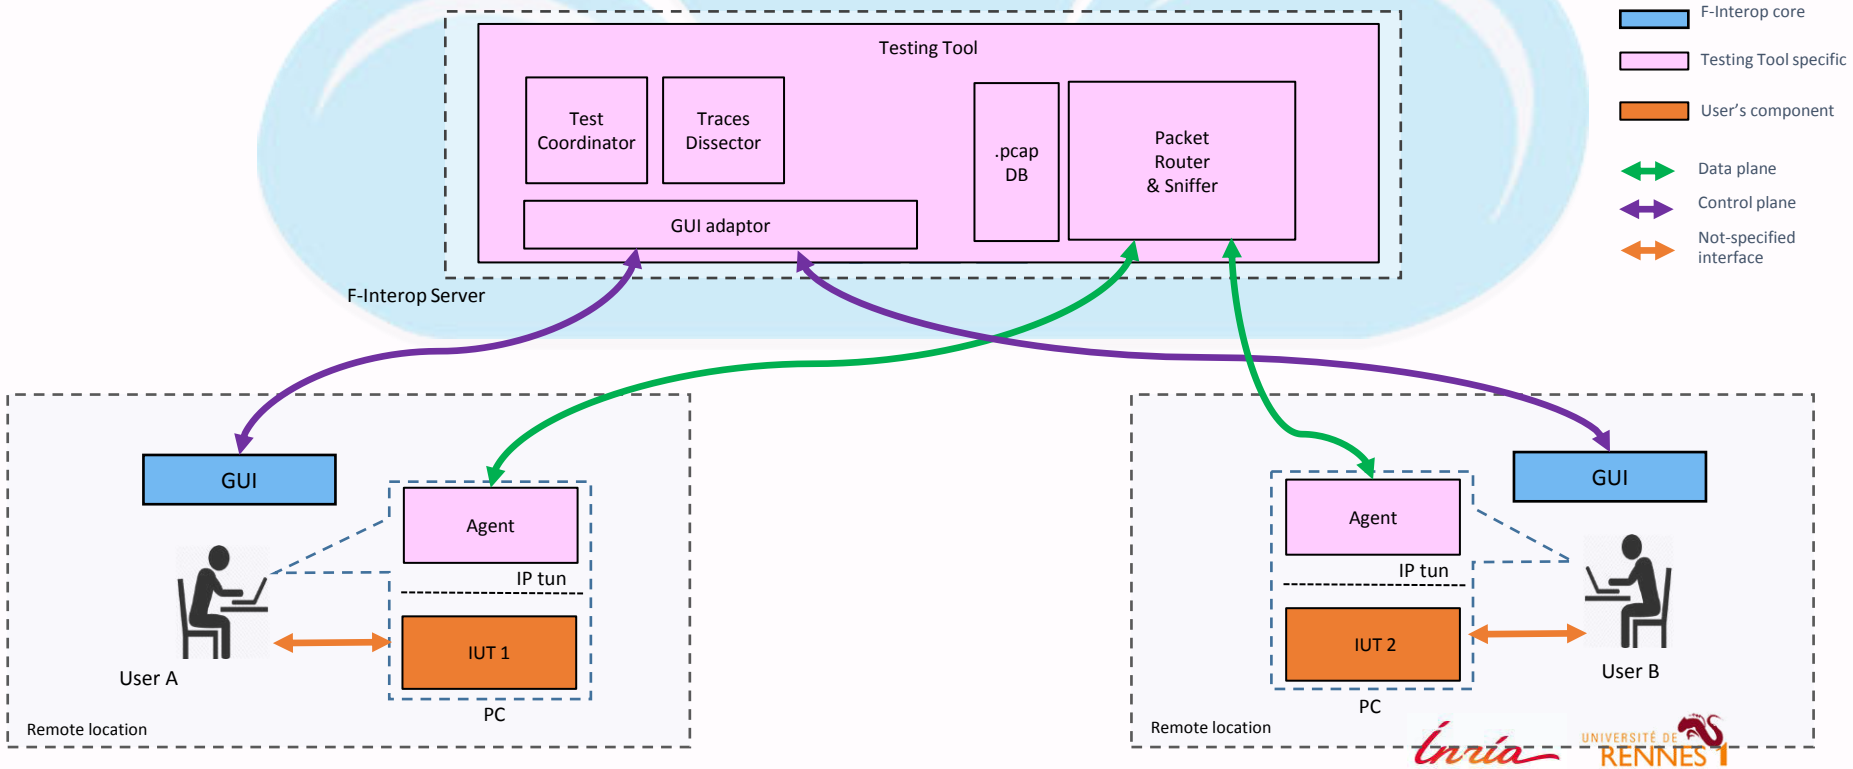 F-Interop core
Testing Tool
Testing Tool specific
Test
Coordinator
Traces
Dissector
.pcap
DB
Packet
Router
& Sniffer
User's component
GUI adaptor
Data plane
Control plane
Not-specified
interface
F-Interop Server
GUI
Agent
IP tun
IUT 1
User A
PC
Remote location
GUI
Agent
IP tun
IUT 2
User B
PC
Remote location
Inria
UNIVERSITÉ DE
RENNES 1